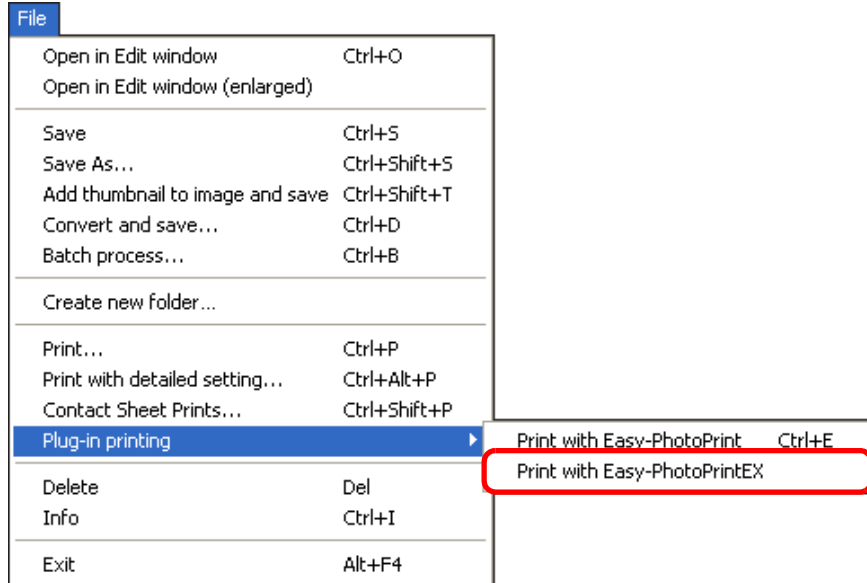 File
Open in Edit window Ctrl+O
Open in Edit window (enlarged)
Save Ctrl+S
Save As... Ctrl+Shift+S
Add thumbnail to image and save Ctrl+Shift+T
Convert and save... Ctrl+D
Batch process... Ctrl+B
Create new folder...
Print... Ctrl+P
Print with detailed setting... Ctrl+Alt+P
Contact Sheet Prints... Ctrl+Shift+P
Plug-in printing
Print with Easy-PhotoPrint Ctrl+E
Print with Easy-PhotoPrintEX
Delete Del
Info Ctrl+I
Exit Alt+F4